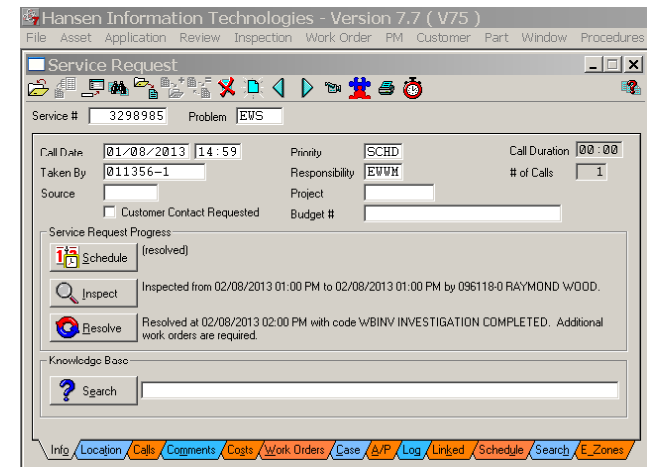 Hansen Information Technologies - Version 7.7 ( V75 )
File Asset Application Review Inspection Work Order PM Customer Part Window Procedures
Service Request
Service # 3298985 Problem EWS
Call Date 01/08/2013 14:59 Priority SCHD Call Duration 00:00
Taken By 011356-1 Responsibility EWWM # of Calls 1
Source Project
Customer Contact Requested Budget #
Service Request Progress
Schedule (resolved)
Inspect Inspected from 02/08/2013 01:00 PM to 02/08/2013 01:00 PM by 096118-0 RAYMOND WOOD.
Resolve Resolved at 02/08/2013 02:00 PM with code WBINV INVESTIGATION COMPLETED. Additional
work orders are required.
Knowledge Base
Search
Info Location Calls Comments Costs Work Orders Case A/P Log Linked Schedule Search E_Zones